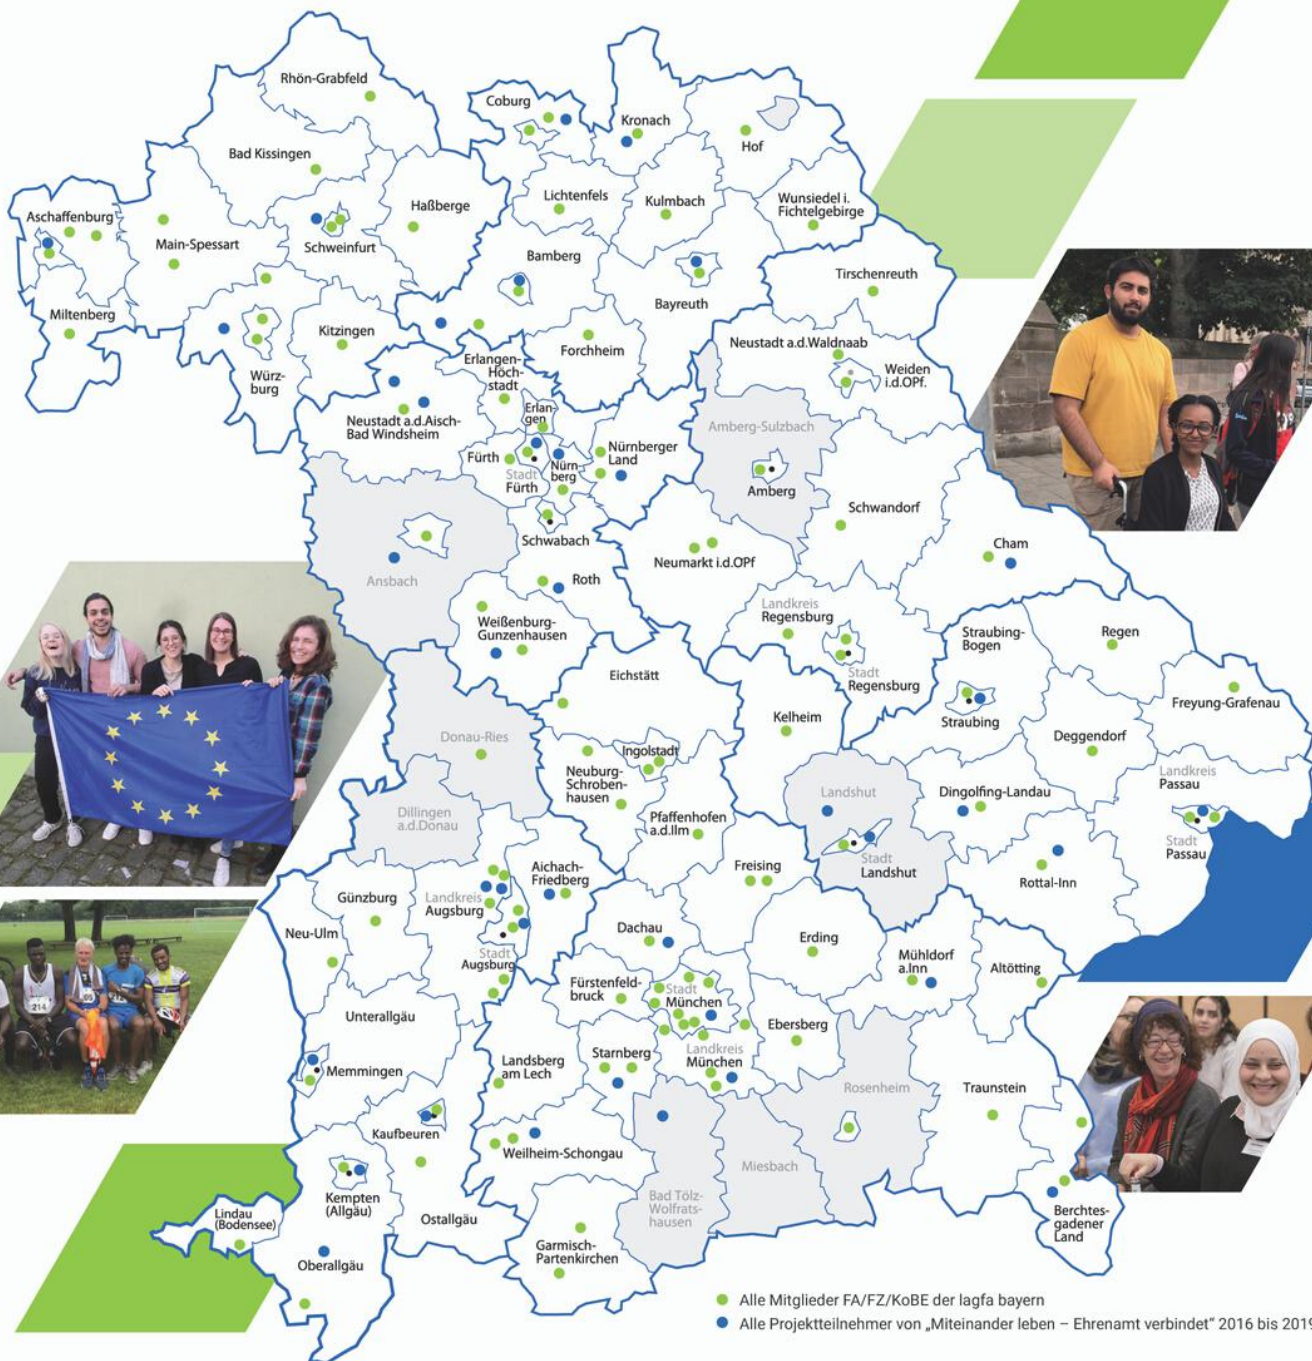 Rhön-Grabfeld
Coburg
Kronach
Hof
Bad Kissingen
Lichtenfels
Kulmbach
Wunsiedel i.
Fichtelgebirge
Aschaffenburg
Main-Spessart
Schweinfurt
Haßberge
Bamberg
Bayreuth
Tirschenreuth
Miltenberg
Würz-
burg
Kitzingen
Forchheim
Erlangen-
Höch-
stadt
Neustadt a.d.Waldnaab
Weiden
i.d.OPf.
Neustadt a.d.Aisch-
Bad Windsheim
Erlan-
gen
Fürth
Stadt
Fürth
Nürn-
berg
Nürnberger
Land
Amberg-Sulzbach
Amberg
Schwandorf
Schwabach
Neumarkt i.d.OPf
Cham
Ansbach
Roth
Weißenburg-
Gunzenhausen
Landkreis
Regensburg
Stadt
Regensburg
Straubing-
Bogen
Regen
Eichstätt
Freyung-Grafenau
Kelheim
Straubing
Deggendorf
Donau-Ries
Ingolstadt
Neuburg-
Schroben-
hausen
Landkreis
Passau
Stadt
Passau
Dillingen
a.d.Donau
Pfaffenhofen
a.d.Ilm
Landshut
Stadt
Landshut
Dingolfing-Landau
Rottal-Inn
Günzburg
Landkreis
Augsburg
Aichach-
Friedberg
Freising
Neu-Ulm
Stadt
Augsburg
Dachau
Erding
Mühldorf
a.Inn
Altötting
Fürstenfeld-
bruck
Stadt
München
Unterallgäu
214
Landsberg
am Lech
Starnberg
Landkreis
München
Ebersberg
Memmingen
Rosenheim
Traunstein
Kaufbeuren
Weilheim-Schongau
Miesbach
Bad Tölz-
Wolfrats-
hausen
Kempten
(Allgäu)
Ostallgäu
Lindau
(Bodensee)
Berchtes-
gadener
Land
Oberallgäu
Garmisch-
Partenkirchen
Alle Mitglieder FA/FZ/KoBE der lagfa bayern
Alle Projektteilnehmer von „Miteinander leben – Ehrenamt verbindet“ 2016 bis 2019